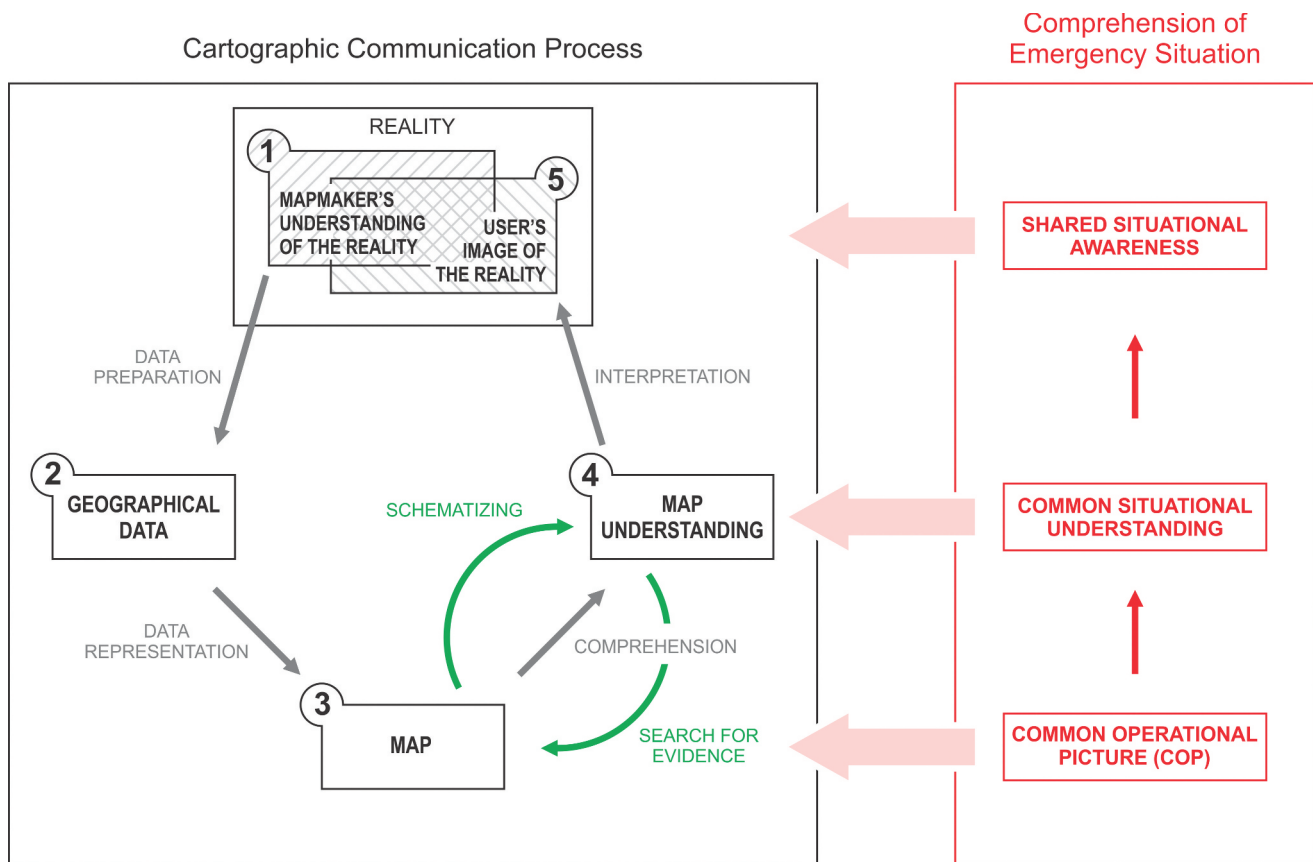 Cartographic Communication Process
Comprehension of
Emergency Situation
REALITY
1
MAPMAKER'S
UNDERSTANDING
OF THE REALITY
5
USER'S
IMAGE OF
THE REALITY
DATA
PREPARATION
INTERPRETATION
2
GEOGRAPHICAL
DATA
SCHEMATIZING
4
MAP
UNDERSTANDING
DATA
REPRESENTATION
COMPREHENSION
3
MAP
SEARCH FOR
EVIDENCE
SHARED SITUATIONAL
AWARENESS
COMMON SITUATIONAL
UNDERSTANDING
COMMON OPERATIONAL
PICTURE (COP)